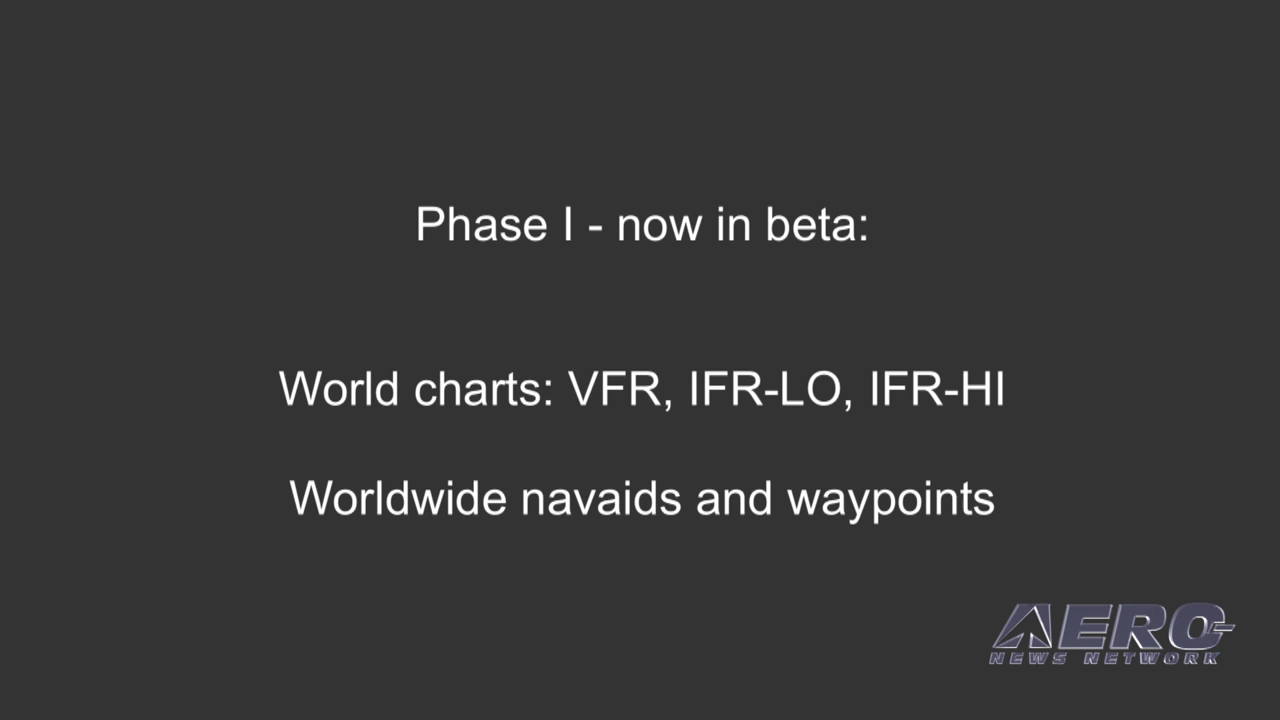 Phase I - now in beta:
World charts: VFR, IFR-LO, IFR-HI
Worldwide navaids and waypoints
AERO
NEWS NETWORK